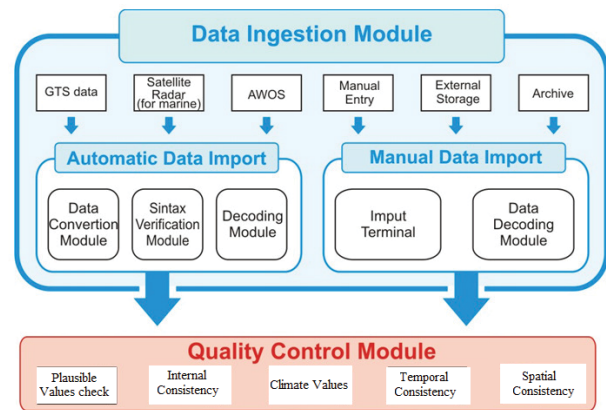 Data Ingestion Module
GTS data
Satellite
Radar
(for marine)
AWOS
Manual
Entry
External
Storage
Archive
Automatic Data Import
Manual Data Import
Data
Convertion
Module
Sintax
Verification
Module
Decoding
Module
Imput
Terminal
Data
Decoding
Module
Quality Control Module
Plausible
Values check
Internal
Consistency
Climate Values
Temporal
Consistency
Spatial
Consistency